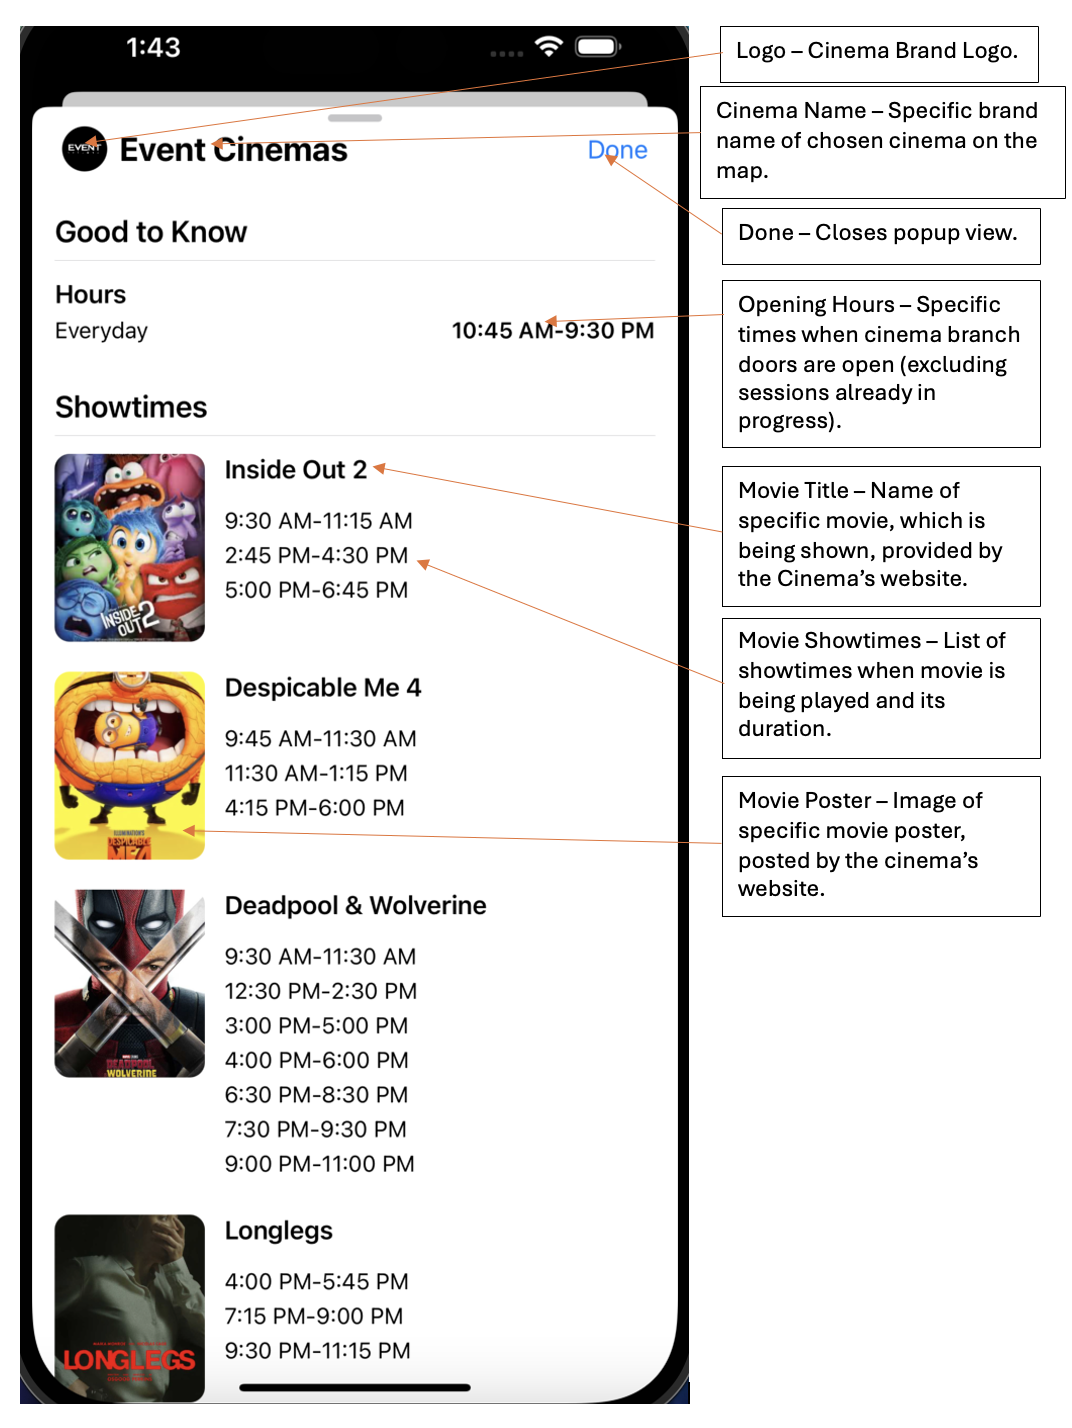 1:43
Logo – Cinema Brand Logo.
Cinema Name – Specific brand
name of chosen cinema on the
map.
EVENT
Event Cinemas
Done
Done – Closes popup view.
Good to Know
Hours
Everyday
10:45 AM-9:30 PM
Opening Hours – Specific
times when cinema branch
doors are open (excluding
sessions already in
progress).
Showtimes
Inside Out 2
9:30 AM-11:15 AM
2:45 PM-4:30 PM
5:00 PM-6:45 PM
INSIDE
OUT 2
Movie Title – Name of
specific movie, which is
being shown, provided by
the Cinema’s website.
Movie Showtimes – List of
showtimes when movie is
being played and its
duration.
Despicable Me 4
9:45 AM-11:30 AM
11:30 AM-1:15 PM
4:15 PM-6:00 PM
ILLUMINATION'S
DESPICABLE
ME4
Movie Poster – Image of
specific movie poster,
posted by the cinema’s
website.
Deadpool & Wolverine
9:30 AM-11:30 AM
12:30 PM-2:30 PM
3:00 PM-5:00 PM
4:00 PM-6:00 PM
6:30 PM-8:30 PM
7:30 PM-9:30 PM
9:00 PM-11:00 PM
DEADPOOL
& WOLVERINE
Longlegs
4:00 PM-5:45 PM
7:15 PM-9:00 PM
9:30 PM-11:15 PM
LONGLEGS